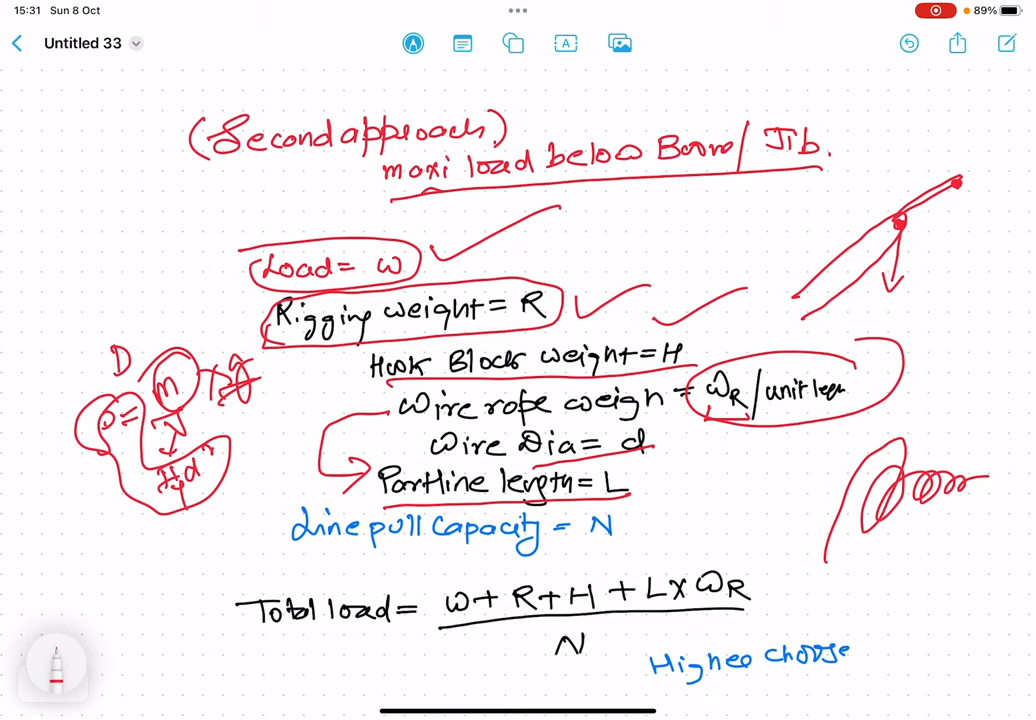 15:31 Sun 8 Oct
89%
Untitled 33
(Second approach)
maxi load below Boom/ Jib.
Load = W
Rigging weight = R
Hook Block weight = H
Wire rope weigh = WR/unit
Wire Dia = d
Partline length = L
Line pull capacity = N
D
m
Total load = W + R + H + L x WR
N
Higher choose